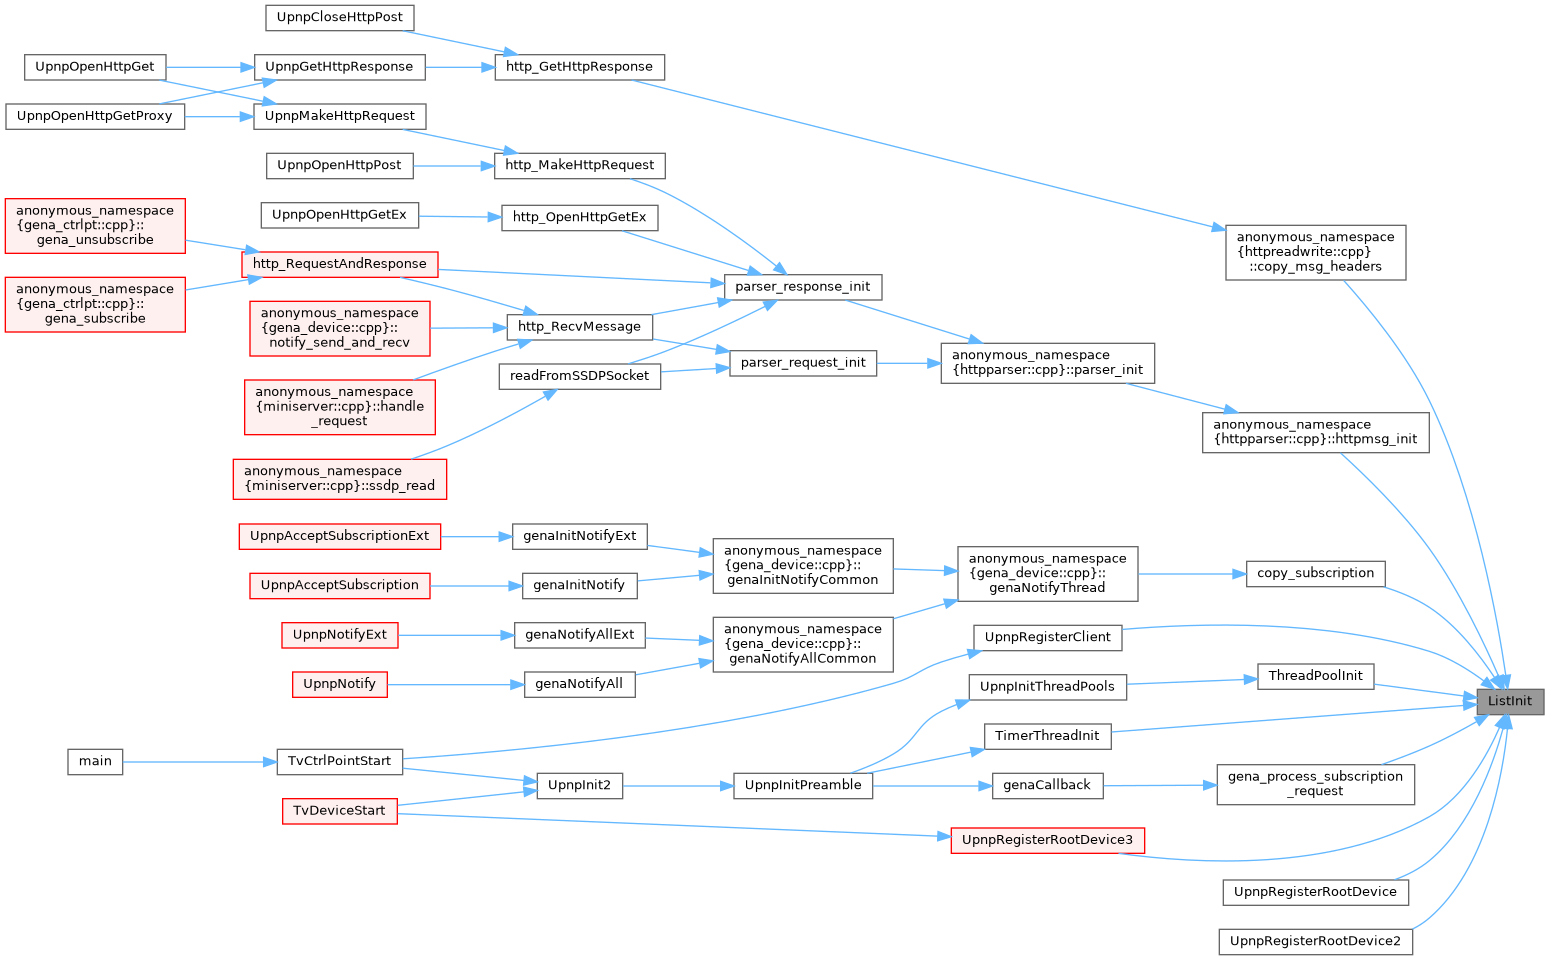 UpnpCloseHttpPost
UpnpOpenHttpGet
UpnpGetHttpResponse
http_GetHttpResponse
UpnpOpenHttpGetProxy
UpnpMakeHttpRequest
UpnpOpenHttpPost
http_MakeHttpRequest
UpnpOpenHttpGetEx
http_OpenHttpGetEx
anonymous_namespace
{gena_ctrlpt::cpp}::
gena_unsubscribe
http_RequestAndResponse
anonymous_namespace
{httpreadwrite::cpp}
::copy_msg_headers
anonymous_namespace
{gena_ctrlpt::cpp}::
gena_subscribe
parser_response_init
anonymous_namespace
{gena_device::cpp}::
notify_send_and_recv
http_RecvMessage
parser_request_init
anonymous_namespace
{httpparser::cpp}::parser_init
readFromSSDPSocket
anonymous_namespace
{miniserver::cpp}::handle
_request
anonymous_namespace
{httpparser::cpp}::httpmsg_init
anonymous_namespace
{miniserver::cpp}::ssdp_read
UpnpAcceptSubscriptionExt
genaInitNotifyExt
anonymous_namespace
{gena_device::cpp}::
genaInitNotifyCommon
anonymous_namespace
{gena_device::cpp}::
genaNotifyThread
copy_subscription
UpnpAcceptSubscription
genaInitNotify
UpnpNotifyExt
genaNotifyAllExt
anonymous_namespace
{gena_device::cpp}::
genaNotifyAllCommon
UpnpRegisterClient
UpnpNotify
genaNotifyAll
UpnpInitThreadPools
ThreadPoolInit
ListInit
TimerThreadInit
main
TvCtrlPointStart
UpnpInit2
UpnpInitPreamble
genaCallback
gena_process_subscription
_request
TvDeviceStart
UpnpRegisterRootDevice3
UpnpRegisterRootDevice
UpnpRegisterRootDevice2